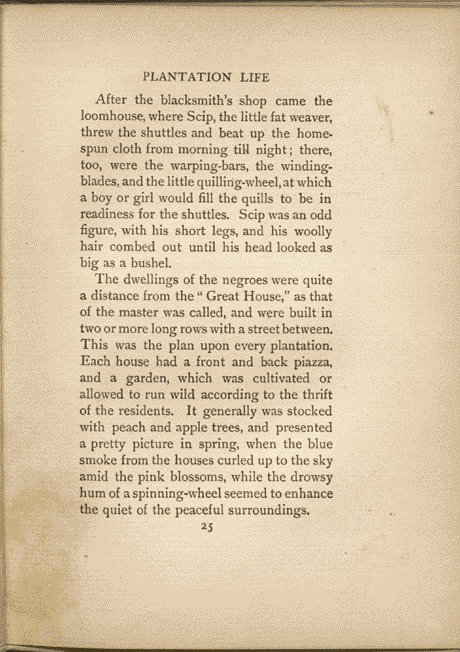 PLANTATION LIFE
After the blacksmith's shop came the
loomhouse, where Scip, the little fat weaver,
threw the shuttles and beat up the home-
spun cloth from morning till night; there,
too, were the warping-bars, the winding-
blades, and the little quilling-wheel, at which
a boy or girl would fill the quills to be in
readiness for the shuttles. Scip was an odd
figure, with his short legs, and his woolly
hair combed out until his head looked as
big as a bushel.
The dwellings of the negroes were quite
a distance from the "Great House," as that
of the master was called, and were built in
two or more long rows with a street between.
This was the plan upon every plantation.
Each house had a front and back piazza,
and a garden, which was cultivated or
allowed to run wild according to the thrift
of the residents. It generally was stocked
with peach and apple trees, and presented
a pretty picture in spring, when the blue
smoke from the houses curled up to the sky
amid the pink blossoms, while the drowsy
hum of a spinning-wheel seemed to enhance
the quiet of the peaceful surroundings.
25